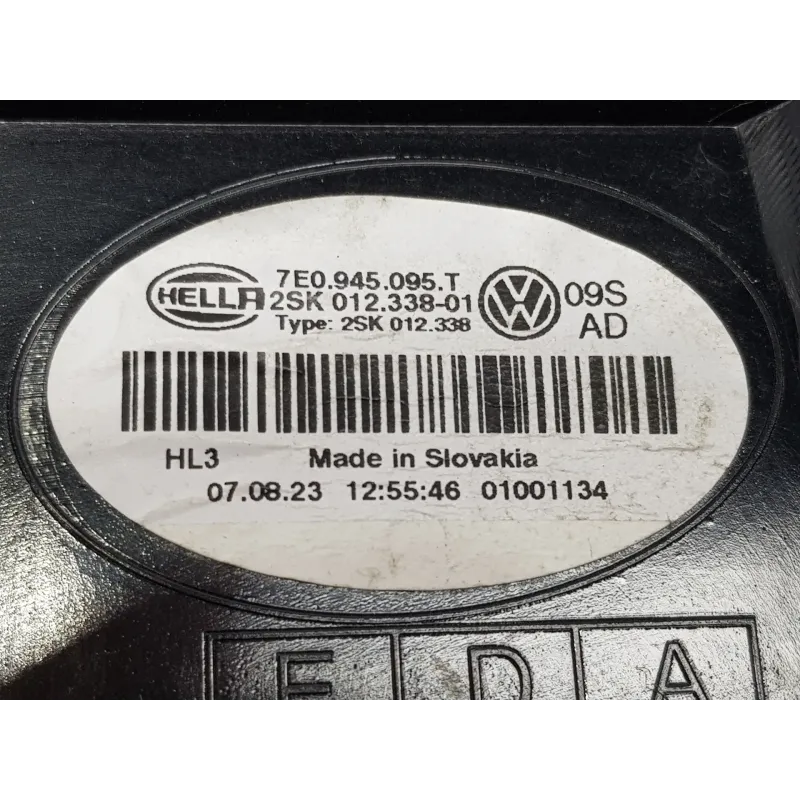 7E0.945.095.T
HELLA 2SK 012.338-01 VW 09S
Type: 2SK 012.338 AD
HL3 Made in Slovakia
07.08.23 12:55:46 01001134
E D A